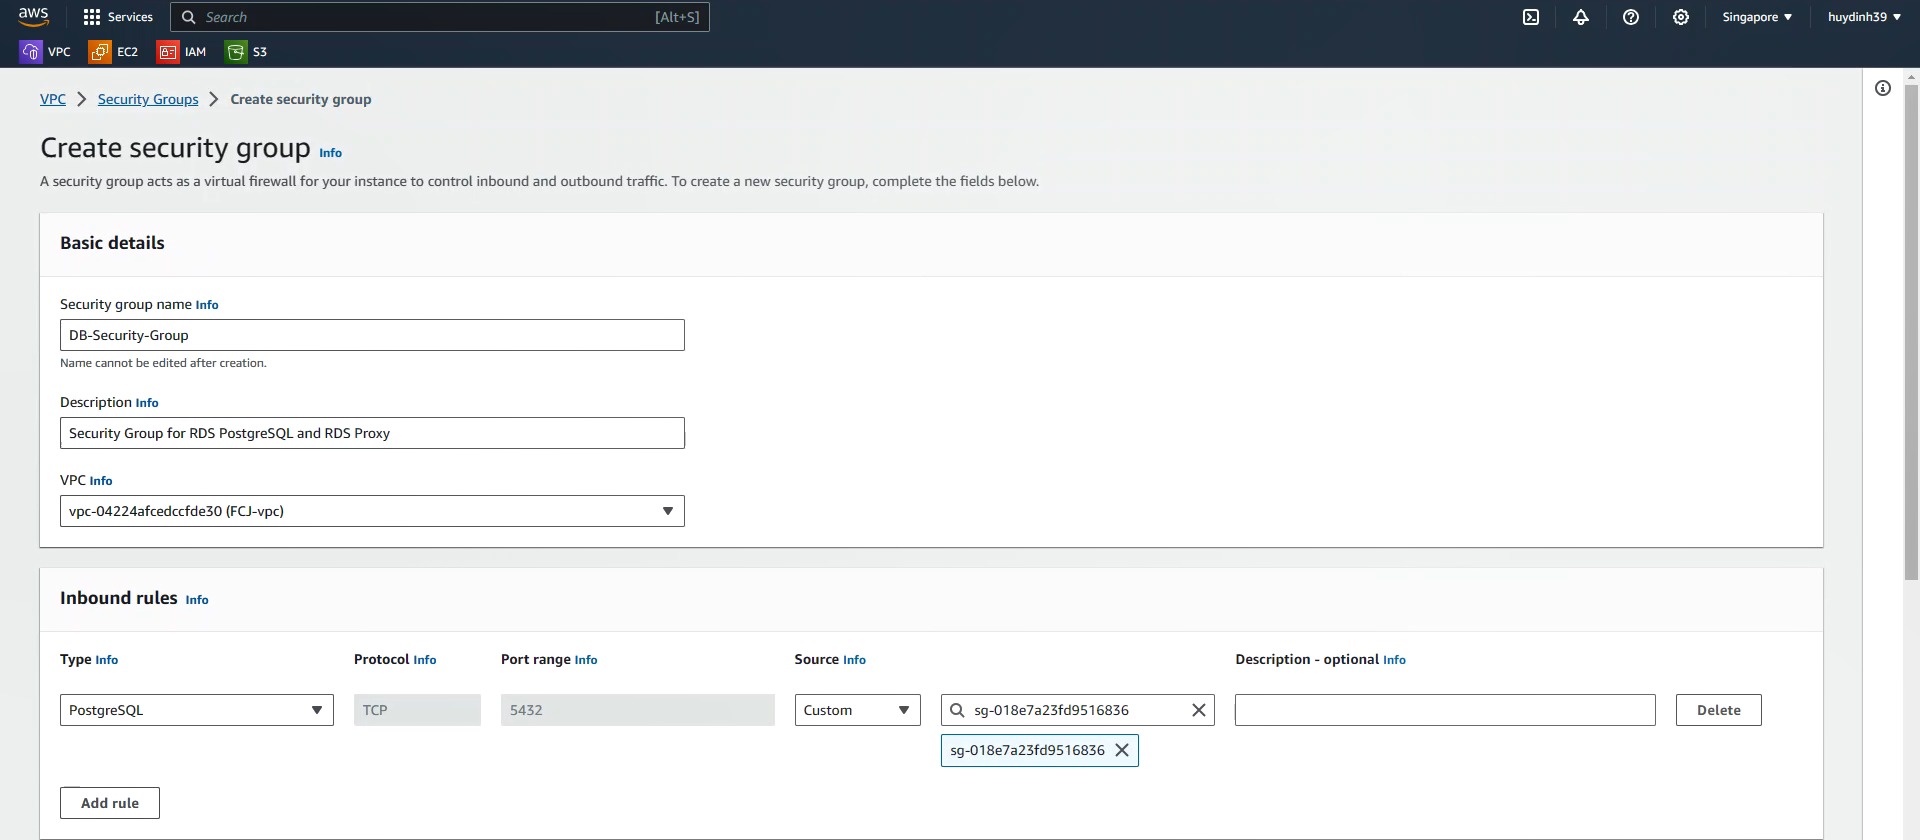 aws Services Search [Alt+S] Singapore huydinh39
VPC EC2 IAM S3
VPC Security Groups Create security group
Create security group Info
A security group acts as a virtual firewall for your instance to control inbound and outbound traffic. To create a new security group, complete the fields below.
Basic details
Security group name Info
DB-Security-Group
Name cannot be edited after creation.
Description Info
Security Group for RDS PostgreSQL and RDS Proxy
VPC Info
vpc-04224afcedccfde30 (FCJ-vpc)
Inbound rules Info
Type Info Protocol Info Port range Info Source Info Description - optional Info
PostgreSQL TCP 5432 Custom sg-018e7a23fd9516836 Delete
sg-018e7a23fd9516836
Add rule